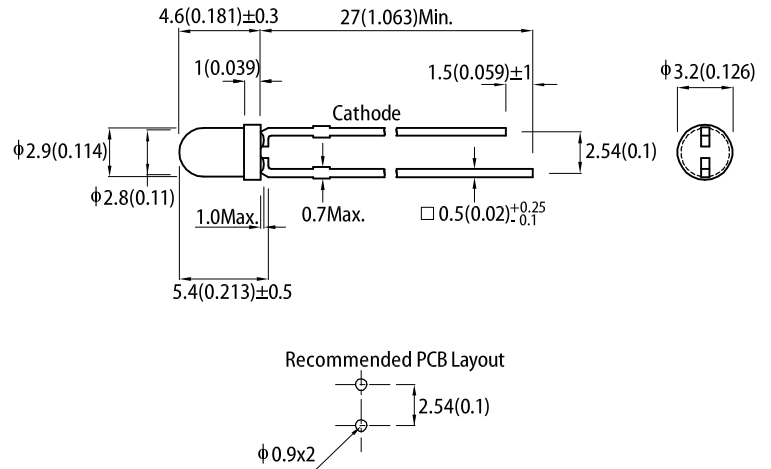 4.6(0.181)±0.3
27(1.063)Min.
1(0.039)
1.5(0.059)±1
ϕ3.2(0.126)
Cathode
ϕ2.9(0.114)
2.54(0.1)
ϕ2.8(0.11)
1.0Max.
0.7Max.
□ 0.5(0.02)+0.25
- 0.1
5.4(0.213)±0.5
Recommended PCB Layout
2.54(0.1)
ϕ0.9x2